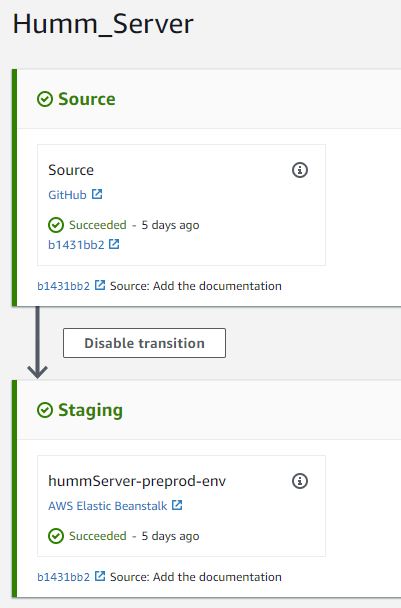 Humm_Server
Source
Source
GitHub
Succeeded - 5 days ago
b1431bb2
b1431bb2 Source: Add the documentation
Disable transition
Staging
hummServer-preprod-env
AWS Elastic Beanstalk
Succeeded - 5 days ago
b1431bb2 Source: Add the documentation